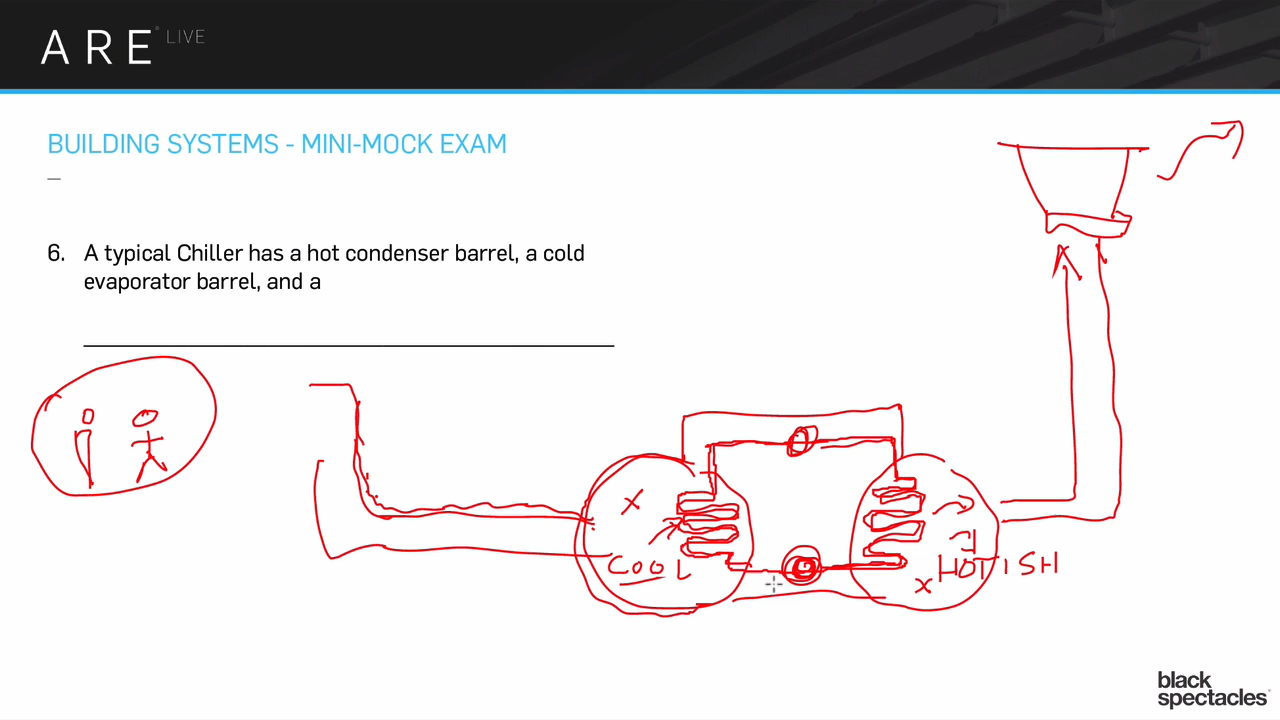 ARE® LIVE
BUILDING SYSTEMS - MINI-MOCK EXAM
6. A typical Chiller has a hot condenser barrel, a cold
evaporator barrel, and a
COOL
HOTISH
black
spectacles